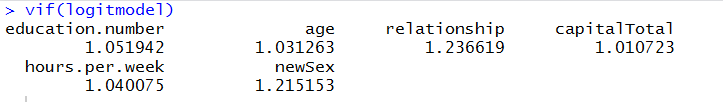 > vif(logitmodel)
education.number age relationship capitalTotal
1.051942 1.031263 1.236619 1.010723
hours.per.week newSex
1.040075 1.215153